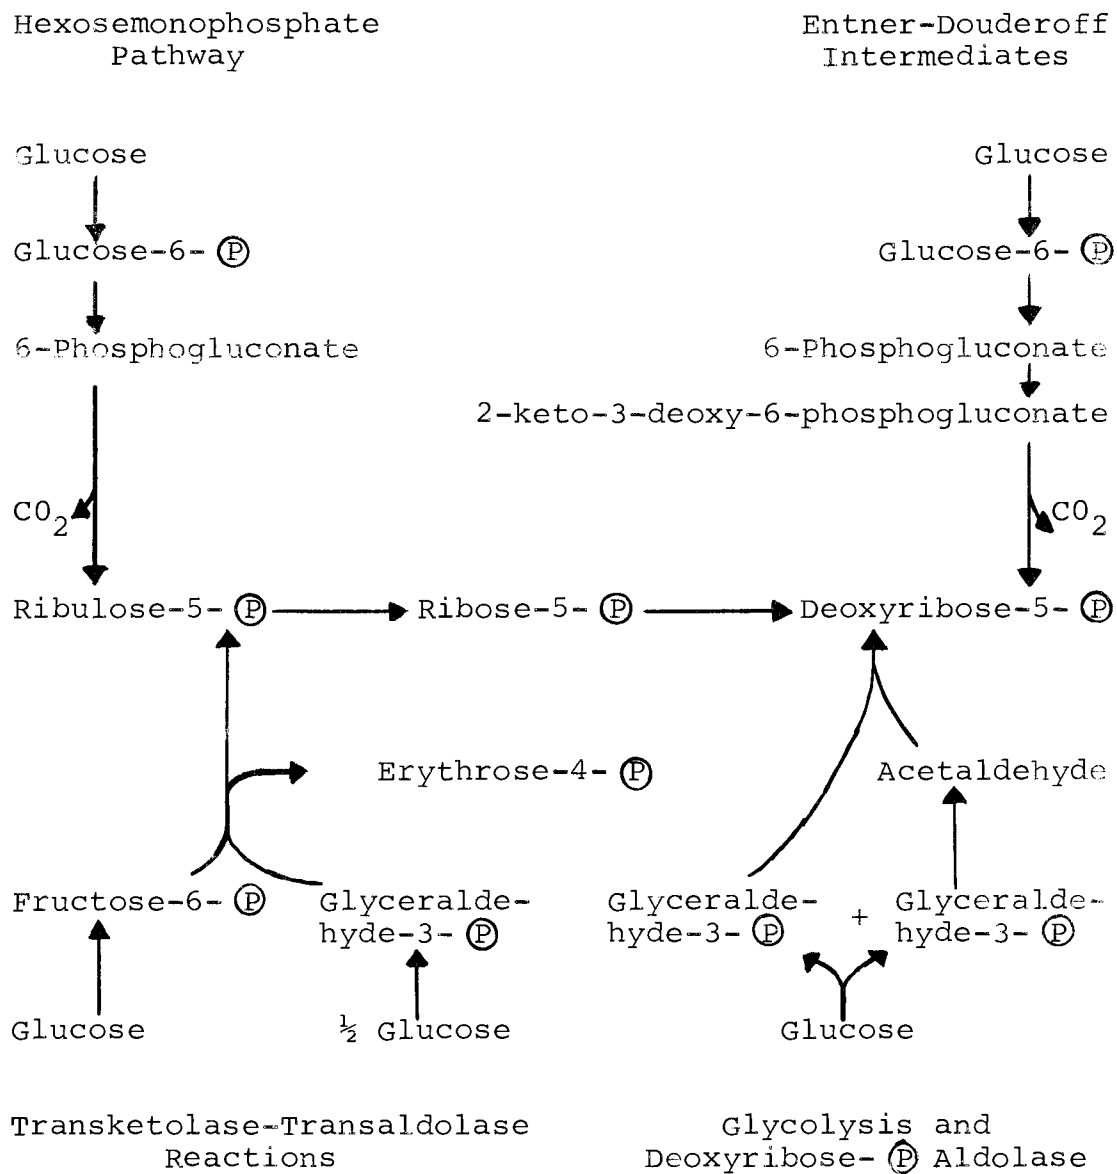 Hexosemonophosphate
Pathway
Entner-Douderoff
Intermediates
Glucose
Glucose
Glucose-6- Ⓟ
Glucose-6- Ⓟ
6-Phosphogluconate
6-Phosphogluconate
2-keto-3-deoxy-6-phosphogluconate
CO₂
CO₂
Ribulose-5- Ⓟ
Ribose-5- Ⓟ
Deoxyribose-5- Ⓟ
Erythrose-4- Ⓟ
Acetaldehyde
Fructose-6- Ⓟ
Glyceralde-
hyde-3- Ⓟ
Glyceralde-
hyde-3- Ⓟ
+
Glyceralde-
hyde-3- Ⓟ
Glucose
½ Glucose
Glucose
Transketolase-Transaldolase
Reactions
Glycolysis and
Deoxyribose- Ⓟ Aldolase